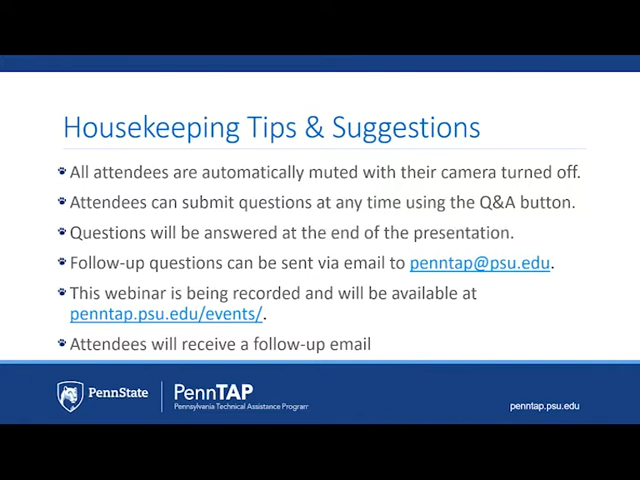 Housekeeping Tips & Suggestions
All attendees are automatically muted with their camera turned off.
Attendees can submit questions at any time using the Q&A button.
Questions will be answered at the end of the presentation.
Follow-up questions can be sent via email to penntap@psu.edu.
This webinar is being recorded and will be available at
penntap.psu.edu/events/.
Attendees will receive a follow-up email
PennState
PennTAP
Pennsylvania Technical Assistance Program
penntap.psu.edu